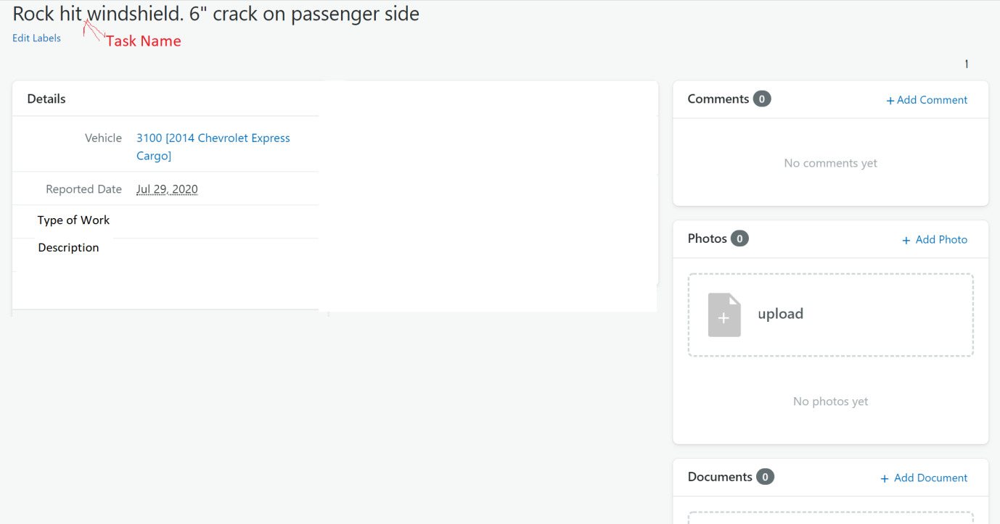 Rock hit windshield. 6" crack on passenger side
Edit Labels
Task Name
Details
Vehicle 3100 [2014 Chevrolet Express
Cargo]
Reported Date Jul 29, 2020
Type of Work
Description
Comments 0 + Add Comment
No comments yet
Photos 0 + Add Photo
upload
No photos yet
Documents 0 + Add Document